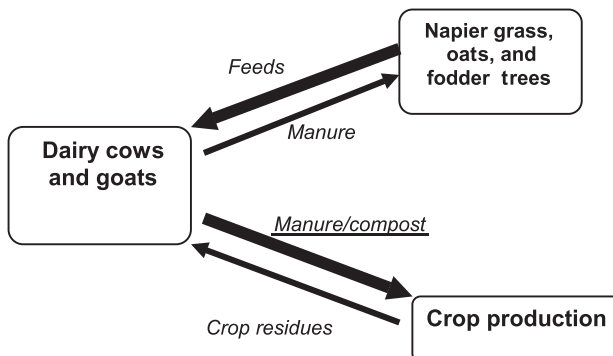 Napier grass,
oats, and
fodder trees
Feeds
Manure
Dairy cows
and goats
Manure/compost
Crop residues
Crop production